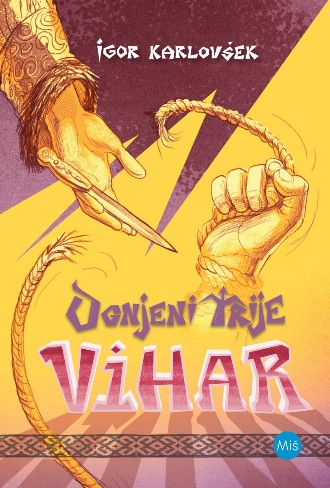 IGOR KARLOVŠEK
OGNJENI TRIJE
VIHAR
Miš